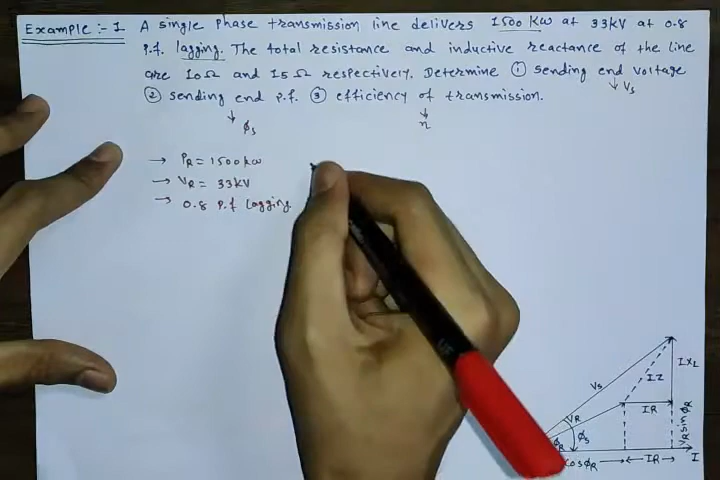 Example :- 1 A single phase transmission line delivers 1500 KW at 33kV at 0.8
P.f. lagging. The total resistance and inductive reactance of the line
are 10Ω and 15Ω respectively. Determine ① sending end voltage
② sending end P.f. ③ efficiency of transmission.
↓ Vs
↓ φs
↓ η
→ PR = 1500 kw
→ VR = 33kV
→ 0.8 P.f lagging
Vs
IXL
IZ
VR
IR
φR
φs
VR sin φR
cos φR
IR
I